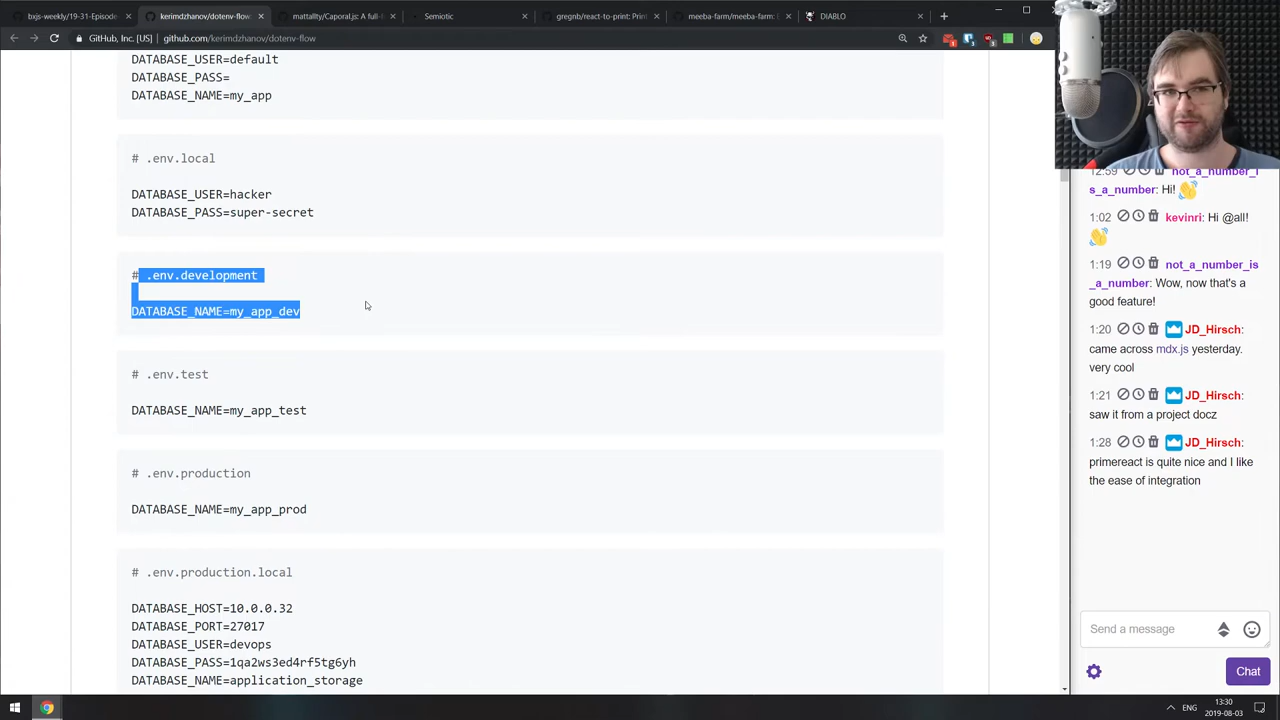 bxjs-weekly/19-31-Episode
kerimdzhanov/dotenv-flow
mattallty/Caporal.js: A full-f
Semiotic
gregnb/react-to-print: Print
meeba-farm/meeba-farm: E
DIABLO
GitHub, Inc. [US]
github.com/kerimdzhanov/dotenv-flow
DATABASE_USER=default
DATABASE_PASS=
DATABASE_NAME=my_app
# .env.local
DATABASE_USER=hacker
DATABASE_PASS=super-secret
# .env.development
DATABASE_NAME=my_app_dev
# .env.test
DATABASE_NAME=my_app_test
# .env.production
DATABASE_NAME=my_app_prod
# .env.production.local
DATABASE_HOST=10.0.0.32
DATABASE_PORT=27017
DATABASE_USER=devops
DATABASE_PASS=1qa2ws3ed4rf5tg6yh
DATABASE_NAME=application_storage
12:59 not_a_number_i
s_a_number: Hi!
1:02 kevinri: Hi @all!
1:19 not_a_number_is
_a_number: Wow, now that's a
good feature!
1:20 JD_Hirsch:
came across mdx.js yesterday.
very cool
1:21 JD_Hirsch:
saw it from a project docz
1:28 JD_Hirsch:
primereact is quite nice and I like
the ease of integration
Send a message
Chat
ENG
13:30
2019-08-03